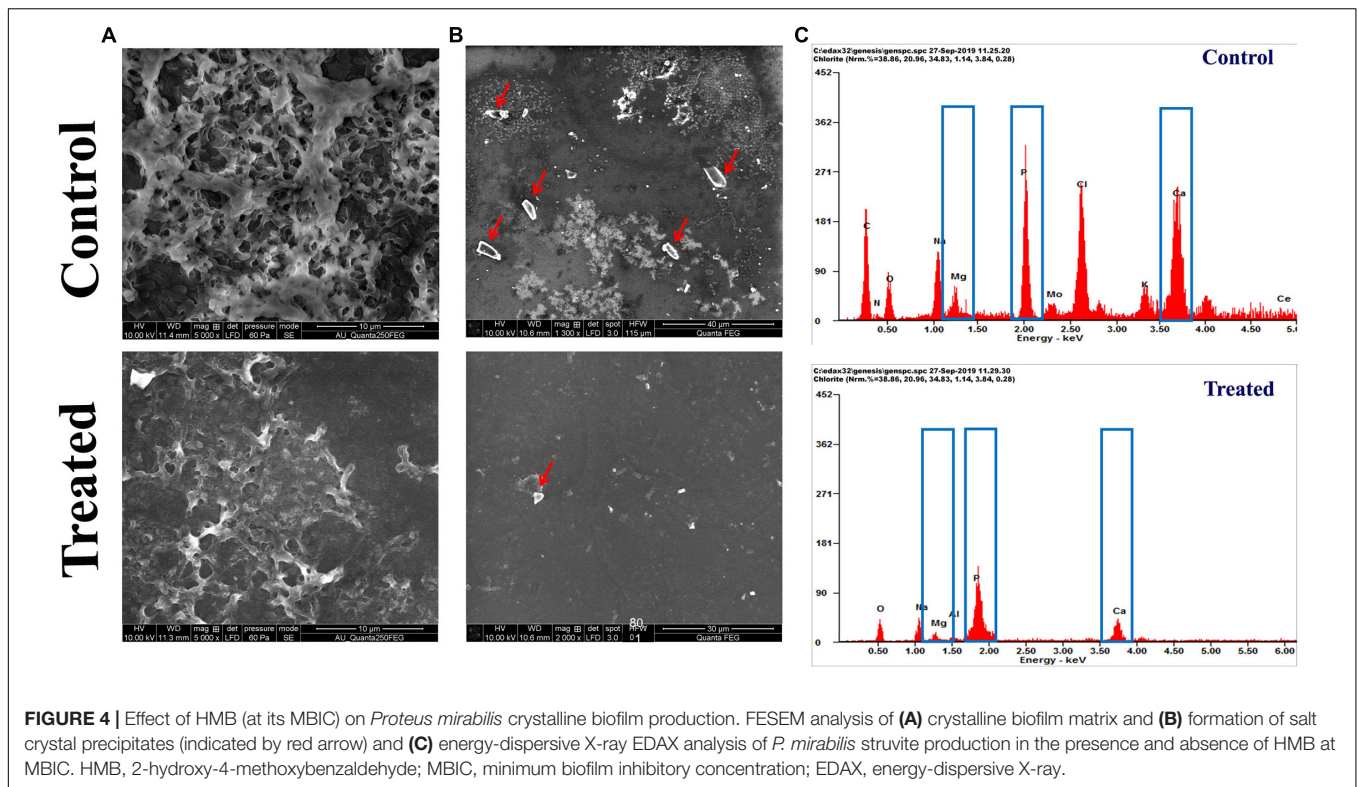 A
B
C
Control
HV WD mag ⊞ det pressure mode 10 µm
10.00 kV 11.4 mm 5 000 x LFD 60 Pa SE AU_Quanta250FEG
HV WD mag ⊞ det spot HFW 40 µm
10.00 kV 10.6 mm 1 300 x LFD 3.0 115 µm Quanta FEG
C:\edax32\genesis\genspc.spc 27-Sep-2019 11.25.20
Chlorite (Nrm.%=38.86, 20.96, 34.83, 1.14, 3.84, 0.28)
Control
452
362
271
181
90
0
C
N
O
Na
Mg
P
Mo
Cl
K
Ca
Ce
0.50 1.00 1.50 2.00 2.50 3.00 3.50 4.00 4.50 5.0
Energy - keV
Treated
HV WD mag ⊞ det pressure mode 10 µm
10.00 kV 11.3 mm 5 000 x LFD 60 Pa SE AU_Quanta250FEG
HV WD mag ⊞ det spot HFW 30 µm
10.00 kV 10.6 mm 2 000 x LFD 3.0 Quanta FEG
80
1
C:\edax32\genesis\genspc.spc 27-Sep-2019 11.29.30
Chlorite (Nrm.%=38.86, 20.96, 34.83, 1.14, 3.84, 0.28)
Treated
452
362
271
181
90
0
O
Na
Mg
Al
P
Ca
0.50 1.00 1.50 2.00 2.50 3.00 3.50 4.00 4.50 5.00 5.50 6.00
Energy - keV
FIGURE 4 | Effect of HMB (at its MBIC) on Proteus mirabilis crystalline biofilm production. FESEM analysis of (A) crystalline biofilm matrix and (B) formation of salt
crystal precipitates (indicated by red arrow) and (C) energy-dispersive X-ray EDAX analysis of P. mirabilis struvite production in the presence and absence of HMB at
MBIC. HMB, 2-hydroxy-4-methoxybenzaldehyde; MBIC, minimum biofilm inhibitory concentration; EDAX, energy-dispersive X-ray.